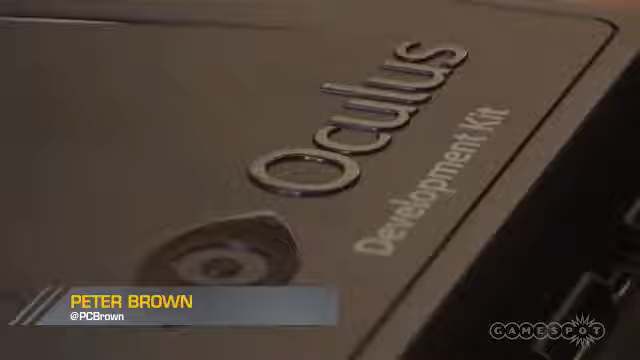 Oculus
Development Kit
PETER BROWN
@PCBrown
GAMESPOT